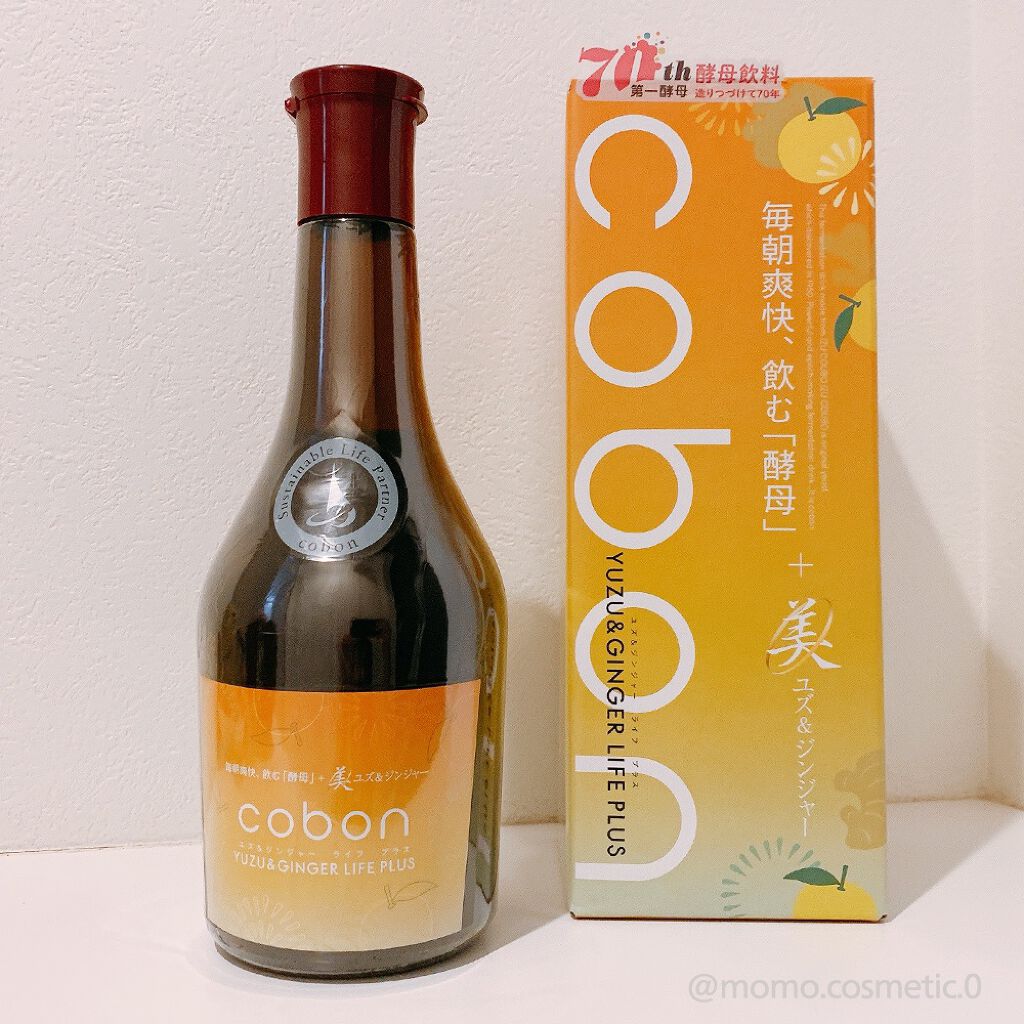 Sustainable Life Partner
cobon
毎朝爽快、飲む「酵母」+ 美 ユズ&ジンジャー
cobon
ユズ&ジンジャー ライフ プラス
YUZU&GINGER LIFE PLUS
70th 酵母飲料
第一酵母 造りつづけて70年
cobon
毎朝爽快、飲む「酵母」+ 美 ユズ&ジンジャー
ユズ&ジンジャー ライフ プラス
YUZU&GINGER LIFE PLUS
@momo.cosmetic.0